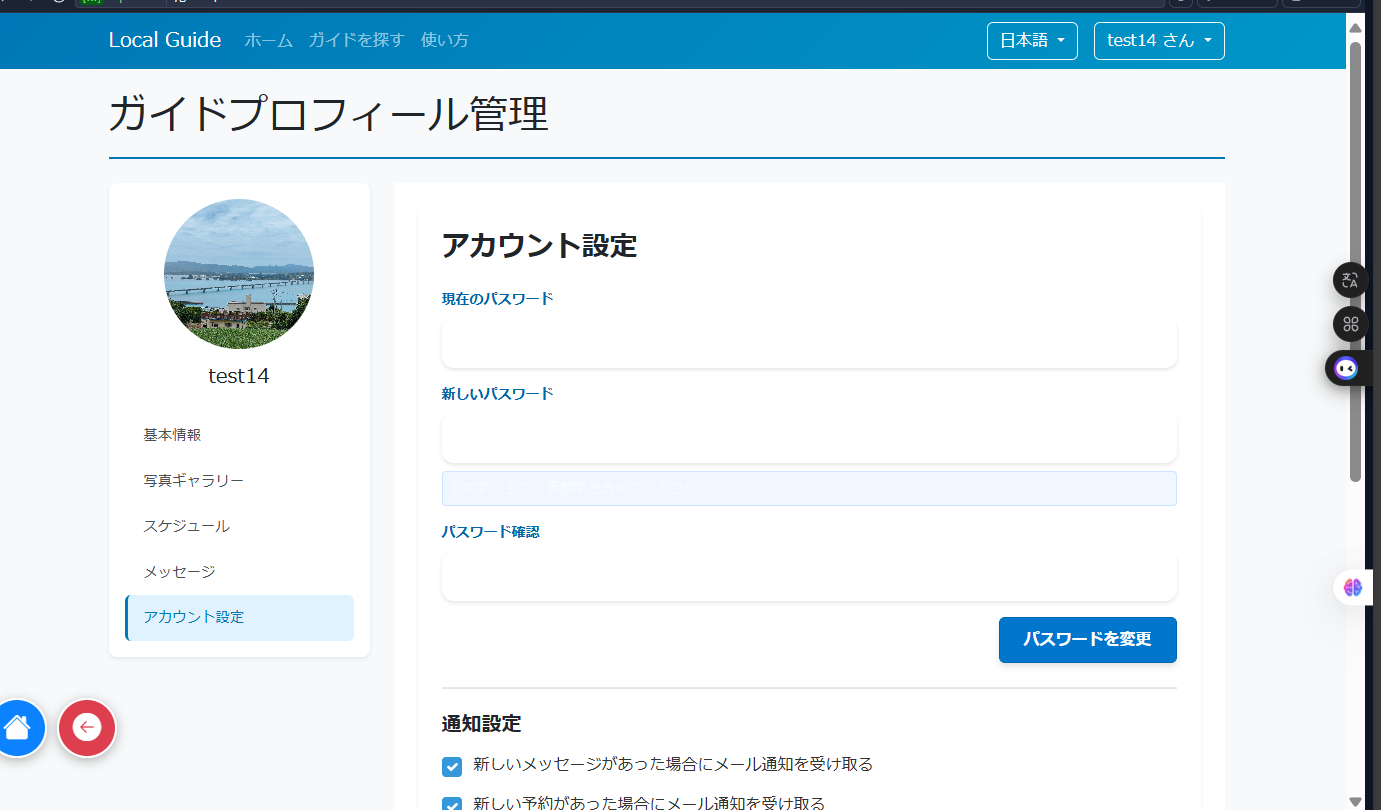 Local Guide ホーム ガイドを探す 使い方 日本語 test14 さん
ガイドプロフィール管理
test14
基本情報
写真ギャラリー
スケジュール
メッセージ
アカウント設定
アカウント設定
現在のパスワード
新しいパスワード
パスワード確認
パスワードを変更
通知設定
新しいメッセージがあった場合にメール通知を受け取る
新しい予約があった場合にメール通知を受け取る